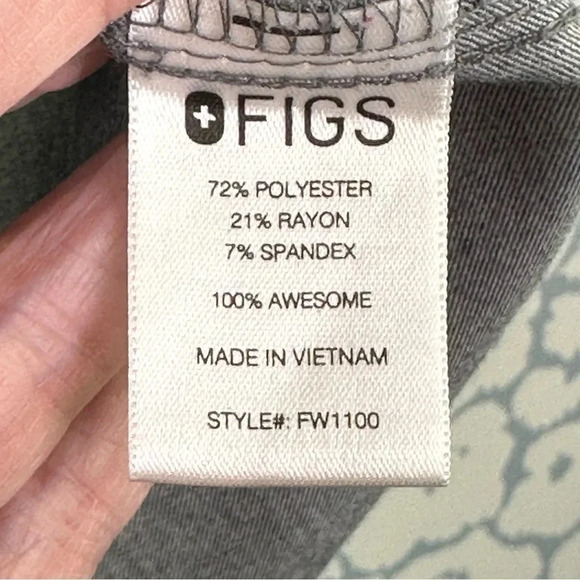 FIGS
72% POLYESTER
21% RAYON
7% SPANDEX
100% AWESOME
MADE IN VIETNAM
STYLE#: FW1100